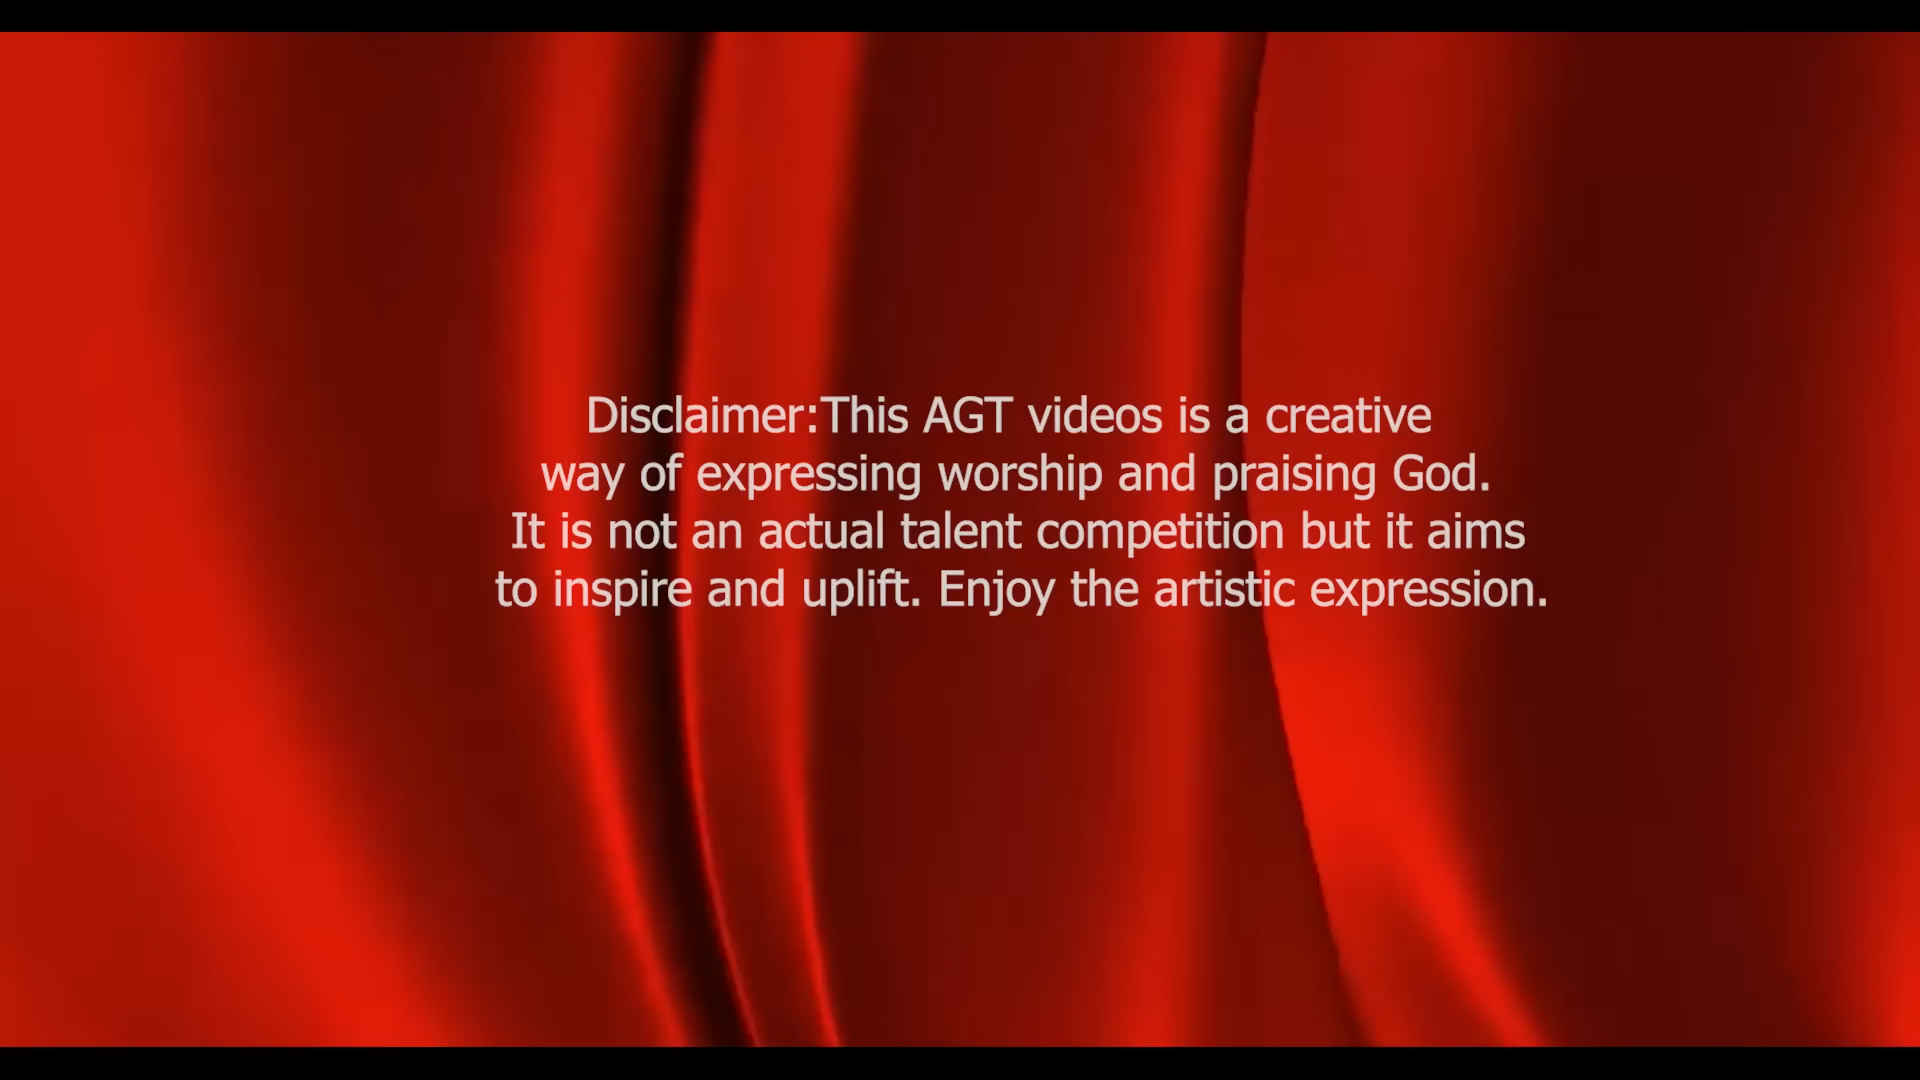 Disclaimer:This AGT videos is a creative
way of expressing worship and praising God.
It is not an actual talent competition but it aims
to inspire and uplift. Enjoy the artistic expression.